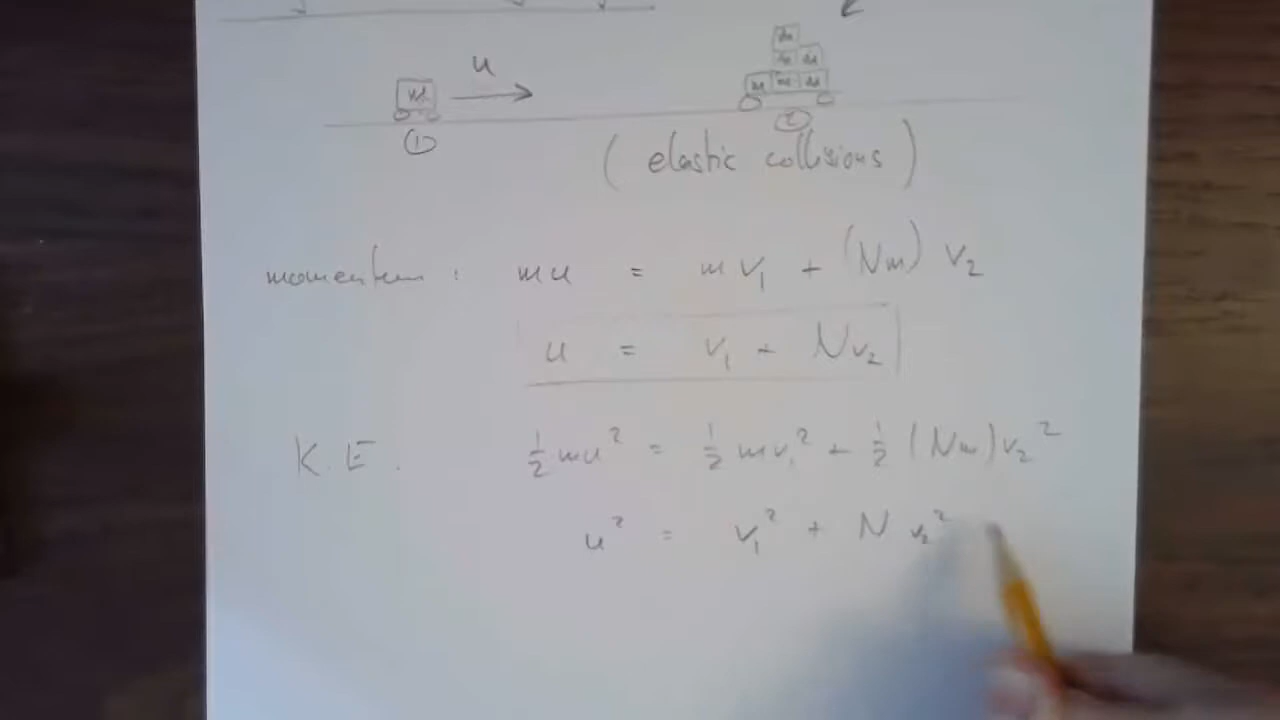 u
m
m
m m
m m m
① ②
( elastic collisions )
momentum : mu = mv₁ + (Nm) v₂
u = v₁ + Nv₂
K.E. ½mu² = ½mv₁² + ½(Nm)v₂²
u² = v₁² + N v₂²